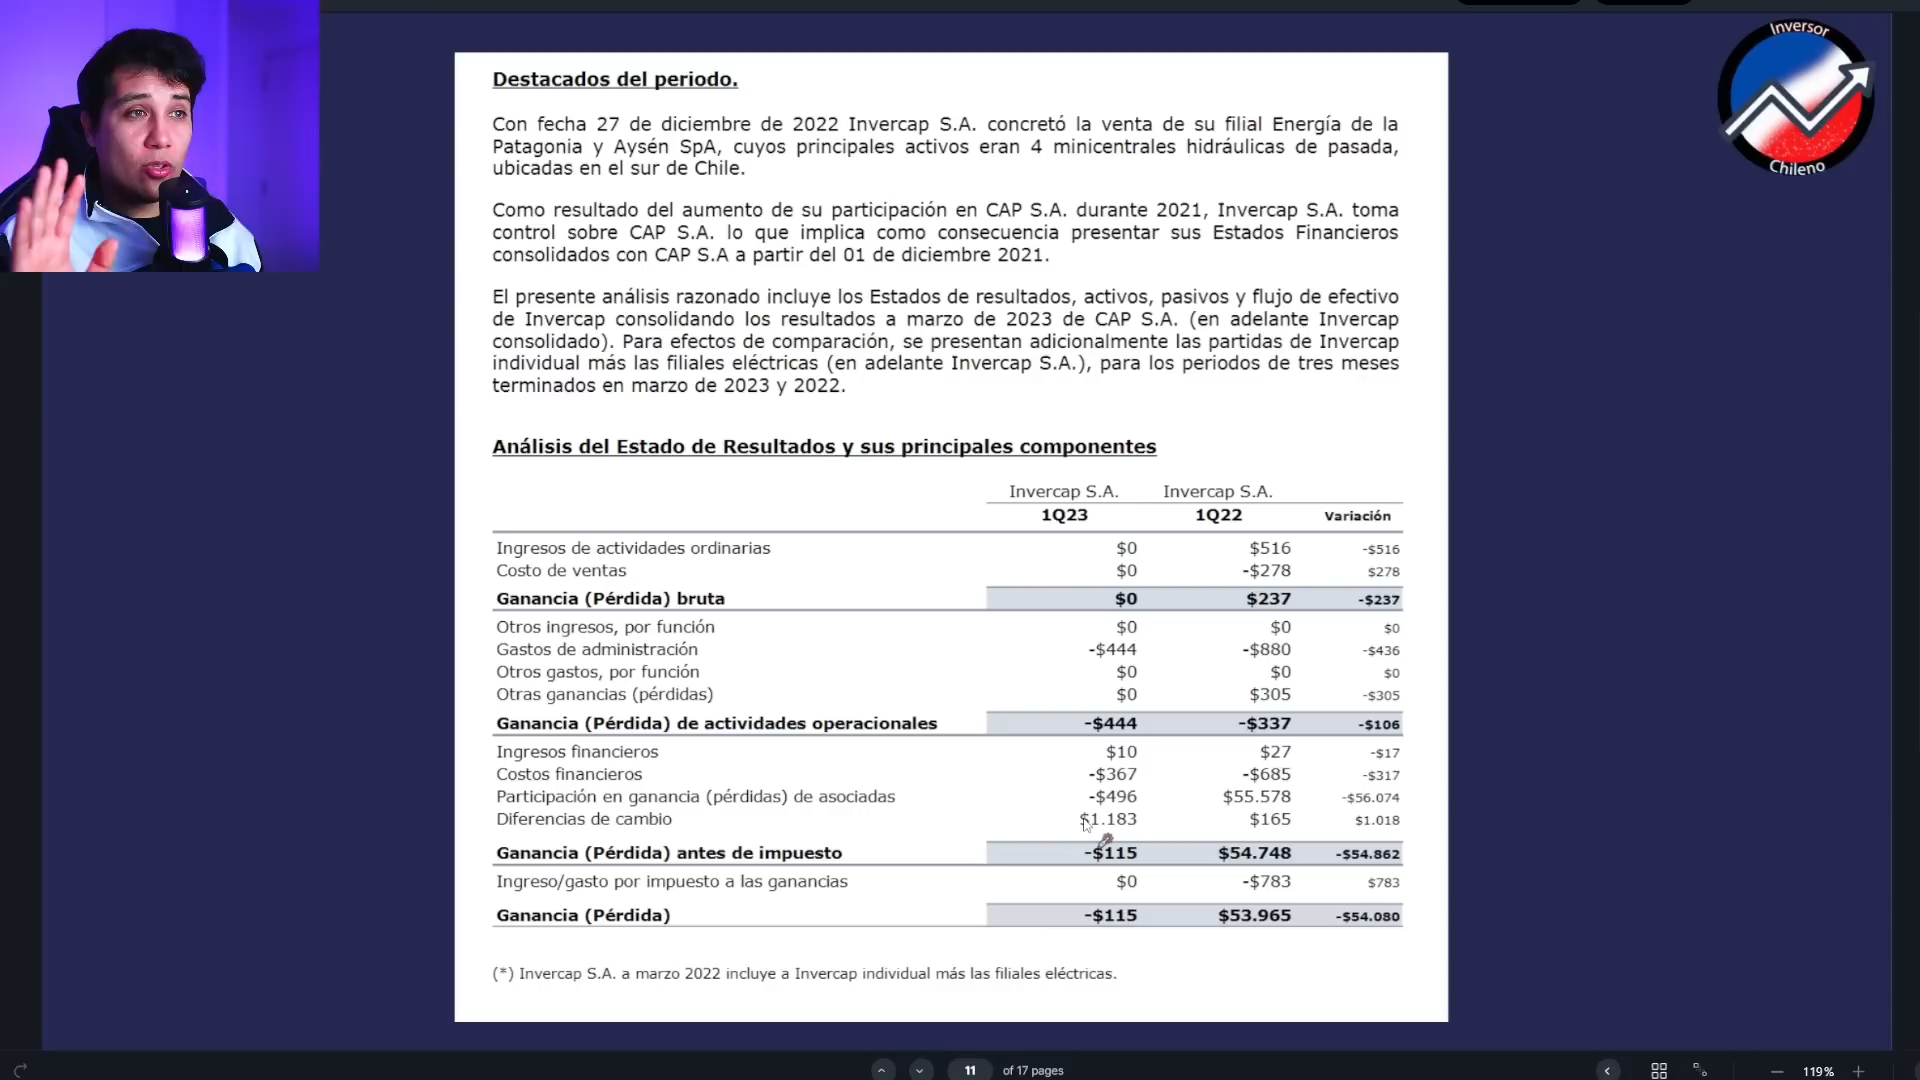 Inversor
Chileno
Destacados del periodo.
Con fecha 27 de diciembre de 2022 Invercap S.A. concretó la venta de su filial Energía de la
Patagonia y Aysén SpA, cuyos principales activos eran 4 minicentrales hidráulicas de pasada,
ubicadas en el sur de Chile.
Como resultado del aumento de su participación en CAP S.A. durante 2021, Invercap S.A. toma
control sobre CAP S.A. lo que implica como consecuencia presentar sus Estados Financieros
consolidados con CAP S.A a partir del 01 de diciembre 2021.
El presente análisis razonado incluye los Estados de resultados, activos, pasivos y flujo de efectivo
de Invercap consolidando los resultados a marzo de 2023 de CAP S.A. (en adelante Invercap
consolidado). Para efectos de comparación, se presentan adicionalmente las partidas de Invercap
individual más las filiales eléctricas (en adelante Invercap S.A.), para los periodos de tres meses
terminados en marzo de 2023 y 2022.
Análisis del Estado de Resultados y sus principales componentes
Invercap S.A. Invercap S.A.
1Q23 1Q22 Variación
Ingresos de actividades ordinarias $0 $516 -$516
Costo de ventas $0 -$278 $278
Ganancia (Pérdida) bruta $0 $237 -$237
Otros ingresos, por función $0 $0 $0
Gastos de administración -$444 -$880 -$436
Otros gastos, por función $0 $0 $0
Otras ganancias (pérdidas) $0 $305 -$305
Ganancia (Pérdida) de actividades operacionales -$444 -$337 -$106
Ingresos financieros $10 $27 -$17
Costos financieros -$367 -$685 -$317
Participación en ganancia (pérdidas) de asociadas -$496 $55.578 -$56.074
Diferencias de cambio $1.183 $165 $1.018
Ganancia (Pérdida) antes de impuesto -$115 $54.748 -$54.862
Ingreso/gasto por impuesto a las ganancias $0 -$783 $783
Ganancia (Pérdida) -$115 $53.965 -$54.080
(*) Invercap S.A. a marzo 2022 incluye a Invercap individual más las filiales eléctricas.
11 of 17 pages
119%